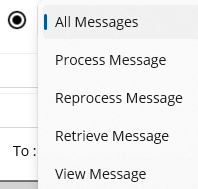 All Messages
Process Message
Reprocess Message
Retrieve Message
To :
View Message